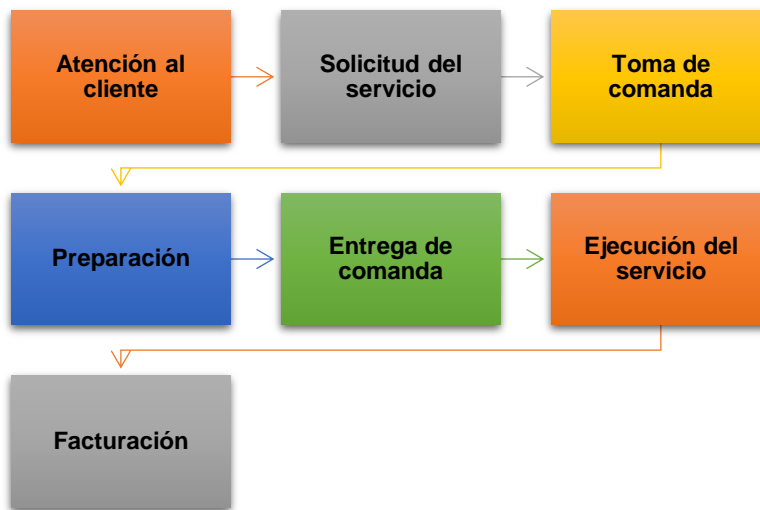 Atención al
cliente
Solicitud del
servicio
Toma de
comanda
Preparación
Entrega de
comanda
Ejecución del
servicio
Facturación